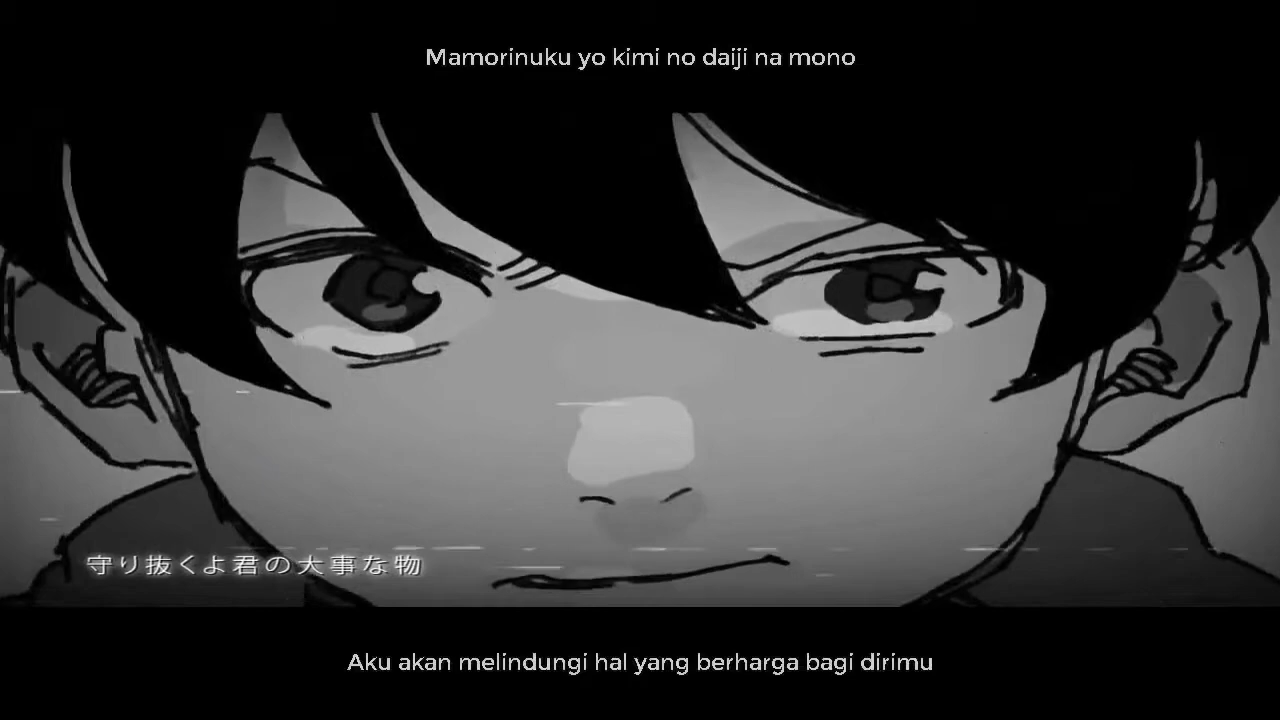 Mamorinuku yo kimi no daiji na mono
守り抜くよ君の大事な物
Aku akan melindungi hal yang berharga bagi dirimu